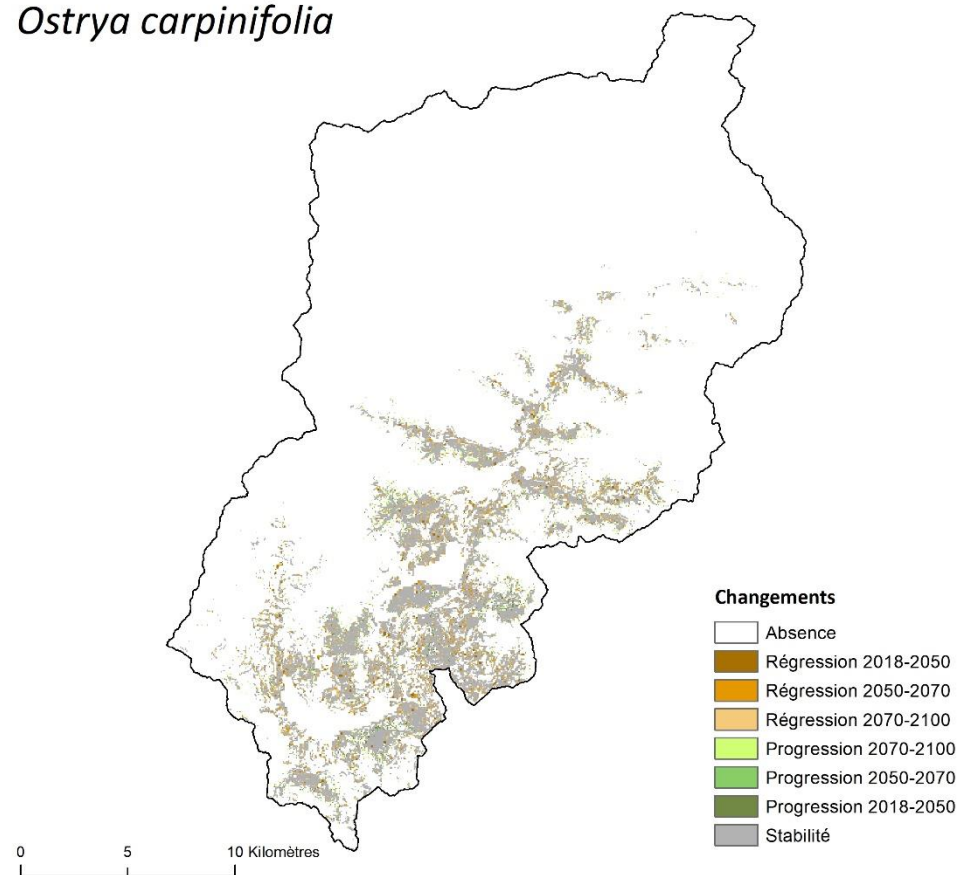 Ostrya carpinifolia
Changements
Absence
Régression 2018-2050
Régression 2050-2070
Régression 2070-2100
Progression 2070-2100
Progression 2050-2070
Progression 2018-2050
Stabilité
0 5 10 Kilomètres